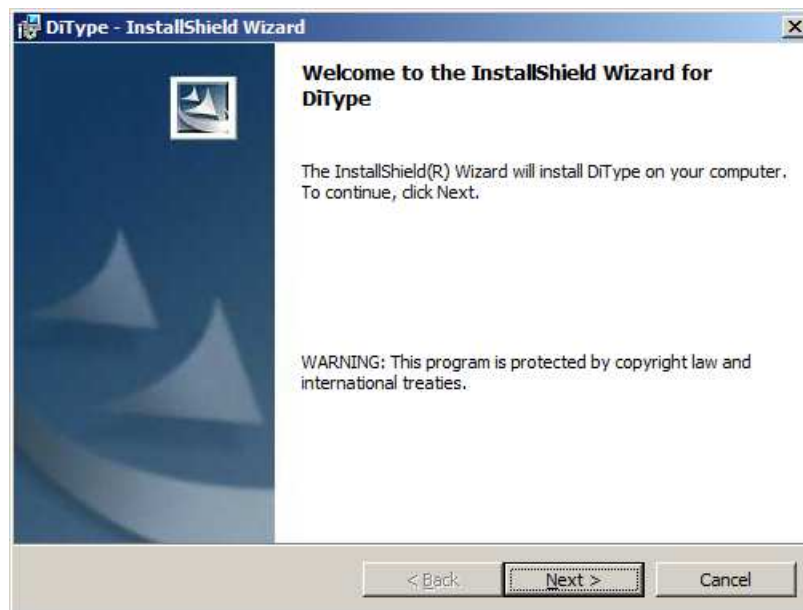 DiType - InstallShield Wizard
Welcome to the InstallShield Wizard for
DiType
The InstallShield(R) Wizard will install DiType on your computer.
To continue, click Next.
WARNING: This program is protected by copyright law and
international treaties.
< Back
Next >
Cancel